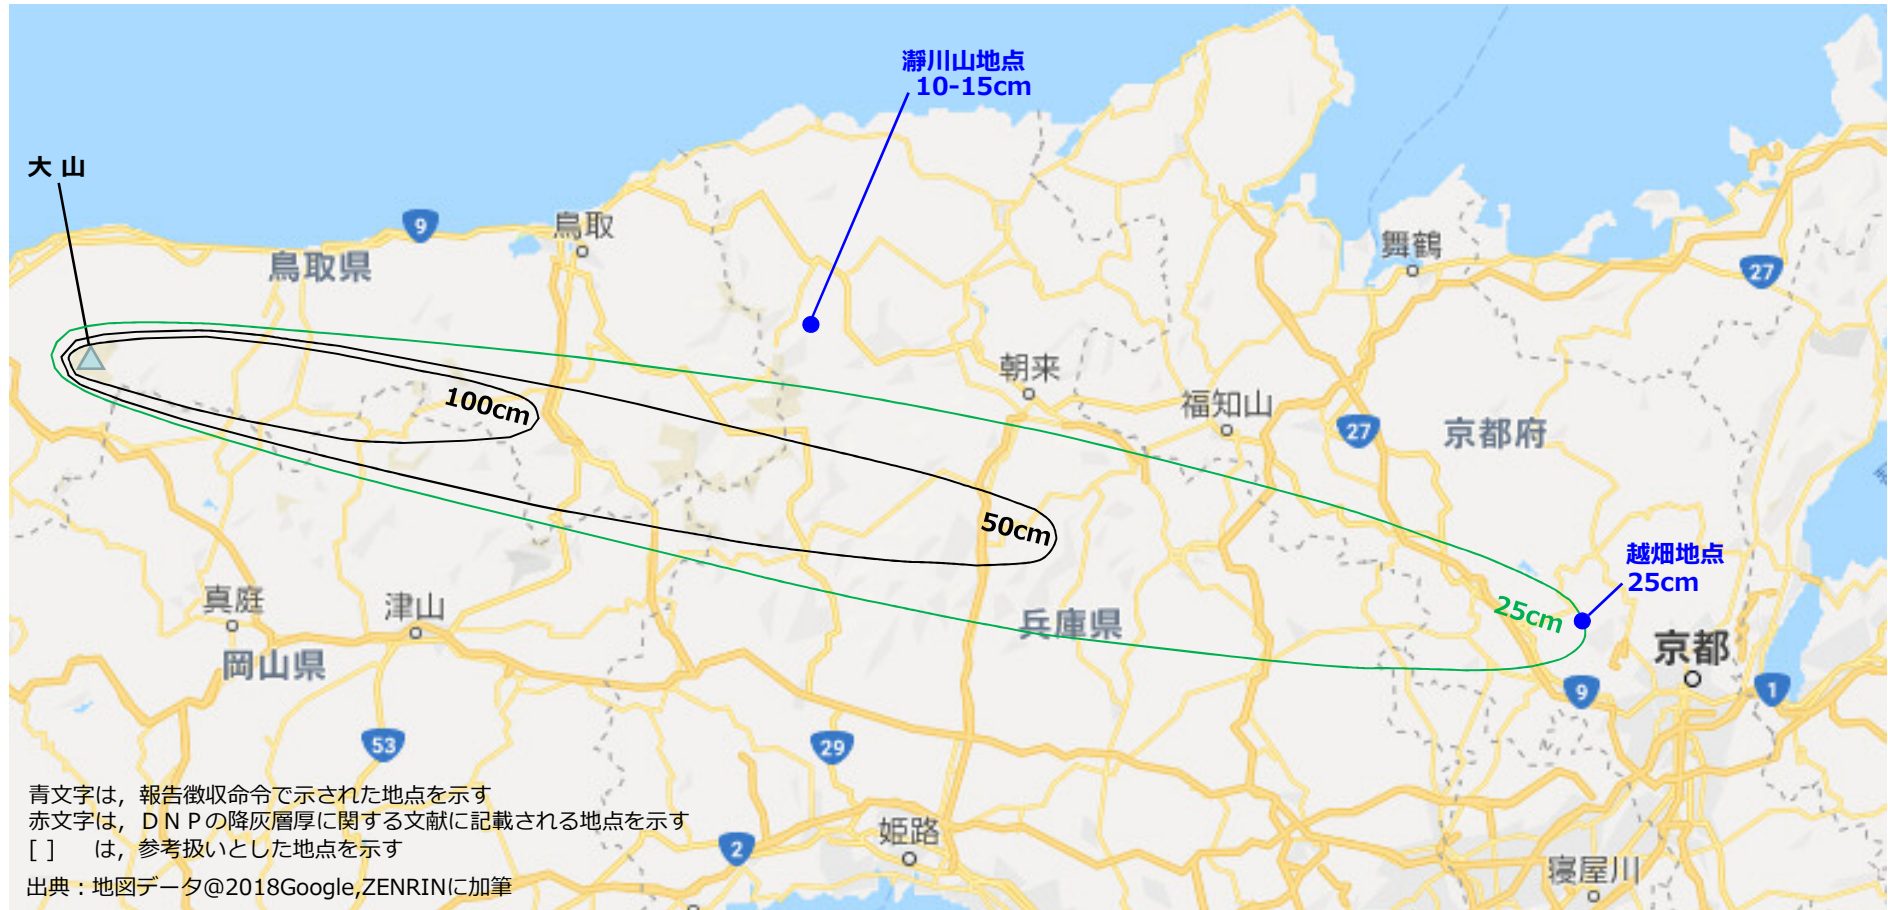 瀞川山地点
10-15cm
大 山
9
鳥取
鳥取県
舞鶴
27
朝来
福知山
100cm
27
京都府
50cm
越畑地点
25cm
25cm
真庭
津山
兵庫県
京都
岡山県
9
1
53
29
青文字は，報告徴収命令で示された地点を示す
赤文字は，ＤＮＰの降灰層厚に関する文献に記載される地点を示す
[ ]　は，参考扱いとした地点を示す
2
姫路
寝屋川
出典：地図データ@2018Google,ZENRINに加筆